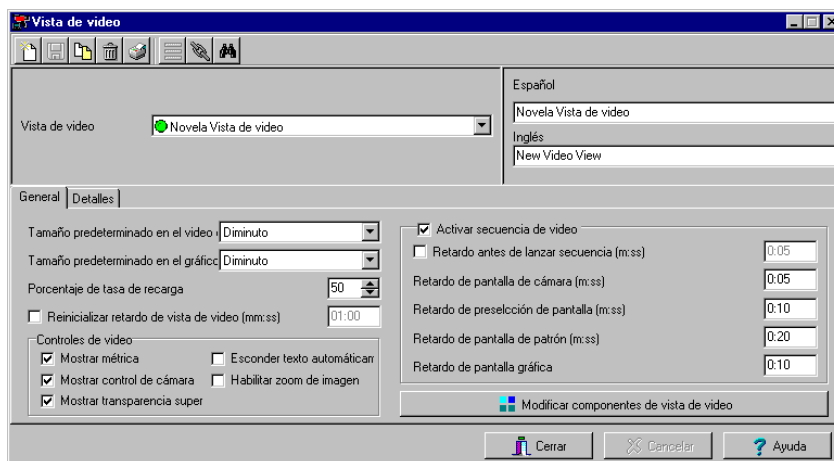 Vista de video
Vista de video
Novela Vista de video
Español
Novela Vista de video
Inglés
New Video View
General
Detalles
Tamaño predeterminado en el video
Diminuto
Tamaño predeterminado en el gráfico
Diminuto
Porcentaje de tasa de recarga
50
Reinicializar retardo de vista de video (mm:ss)
01:00
Controles de video
Mostrar métrica
Esconder texto automáticam
Mostrar control de cámara
Habilitar zoom de imagen
Mostrar transparencia super
Activar secuencia de video
Retardo antes de lanzar secuencia (m:ss)
0:05
Retardo de pantalla de cámara (m:ss)
0:05
Retardo de preselcción de pantalla (m:ss)
0:10
Retardo de pantalla de patrón (m:ss)
0:20
Retardo de pantalla gráfica
0:10
Modificar componentes de vista de video
Cerrar
Cancelar
Ayuda